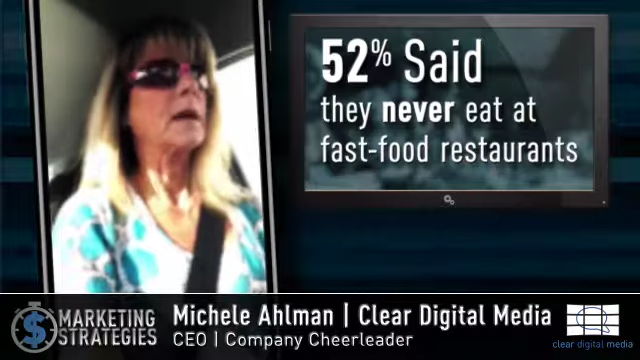 52% Said
they never eat at
fast-food restaurants
$
MARKETING
STRATEGIES
Michele Ahlman | Clear Digital Media
CEO | Company Cheerleader
clear digital media